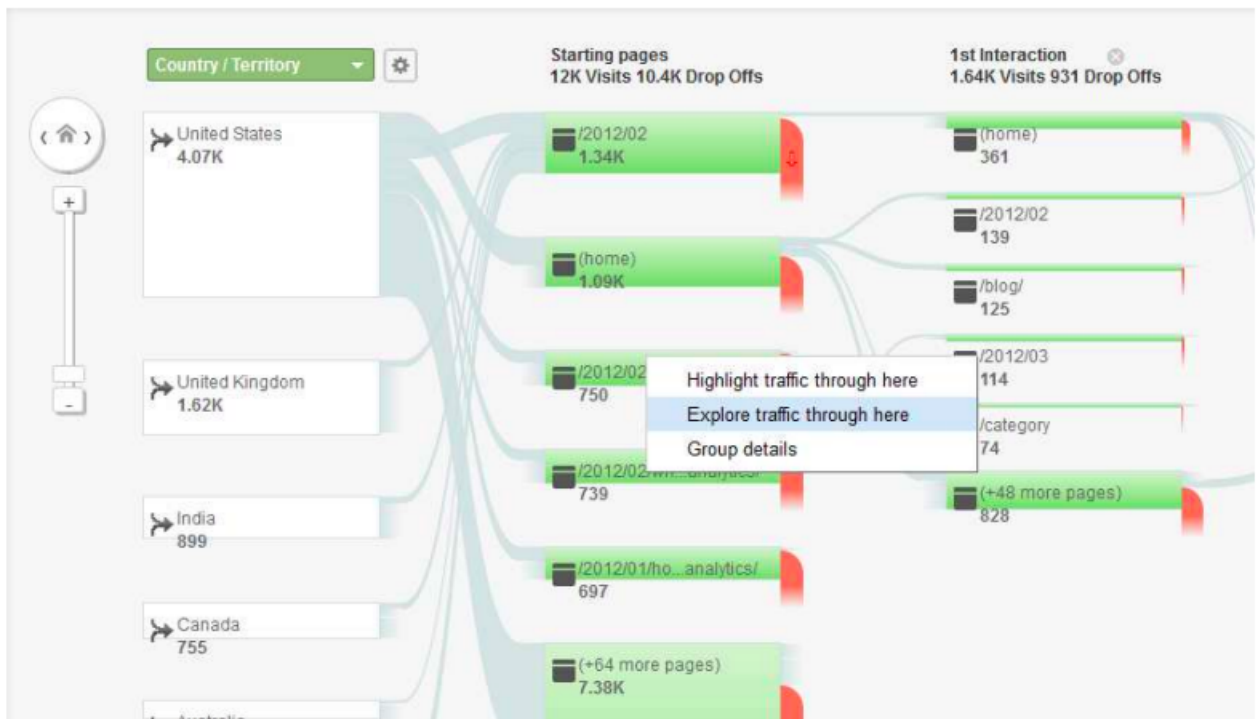 Country / Territory
Starting pages
12K Visits 10.4K Drop Offs
1st Interaction
1.64K Visits 931 Drop Offs
United States
4.07K
United Kingdom
1.62K
India
899
Canada
755
/2012/02
1.34K
(home)
1.09K
/2012/02
750
739
/2012/01/ho...analytics/
697
(+64 more pages)
7.38K
Highlight traffic through here
Explore traffic through here
Group details
(home)
361
/2012/02
139
/blog/
125
/2012/03
114
/category
74
(+48 more pages)
828
+
-